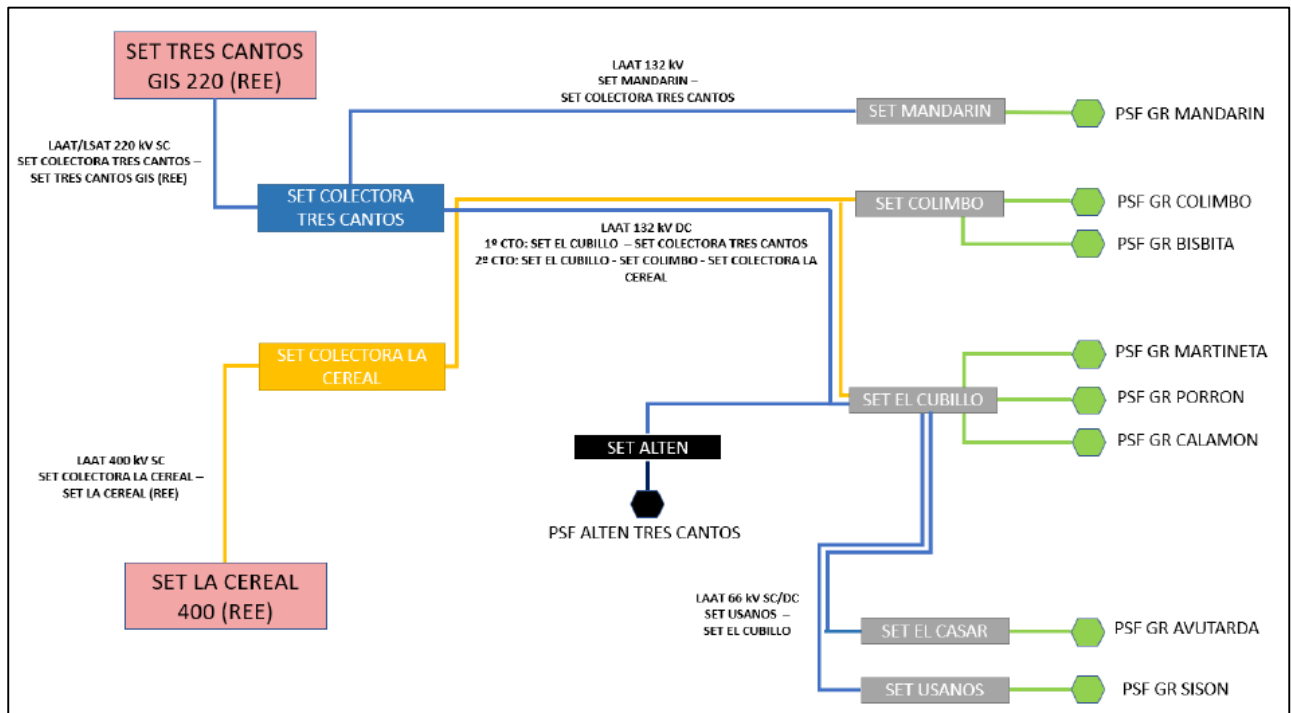 SET TRES CANTOS
GIS 220 (REE)
LAAT 132 kV
SET MANDARIN –
SET COLECTORA TRES CANTOS
SET MANDARIN
PSF GR MANDARIN
LAAT/LSAT 220 kV SC
SET COLECTORA TRES CANTOS –
SET TRES CANTOS GIS (REE)
SET COLECTORA
TRES CANTOS
SET COLIMBO
PSF GR COLIMBO
PSF GR BISBITA
LAAT 132 kV DC
1º CTO: SET EL CUBILLO – SET COLECTORA TRES CANTOS
2º CTO: SET EL CUBILLO - SET COLIMBO - SET COLECTORA LA
CEREAL
SET COLECTORA LA
CEREAL
PSF GR MARTINETA
SET EL CUBILLO
PSF GR PORRON
PSF GR CALAMON
SET ALTEN
PSF ALTEN TRES CANTOS
LAAT 400 kV SC
SET COLECTORA LA CEREAL –
SET LA CEREAL (REE)
SET LA CEREAL
400 (REE)
LAAT 66 kV SC/DC
SET USANOS –
SET EL CUBILLO
SET EL CASAR
PSF GR AVUTARDA
SET USANOS
PSF GR SISON